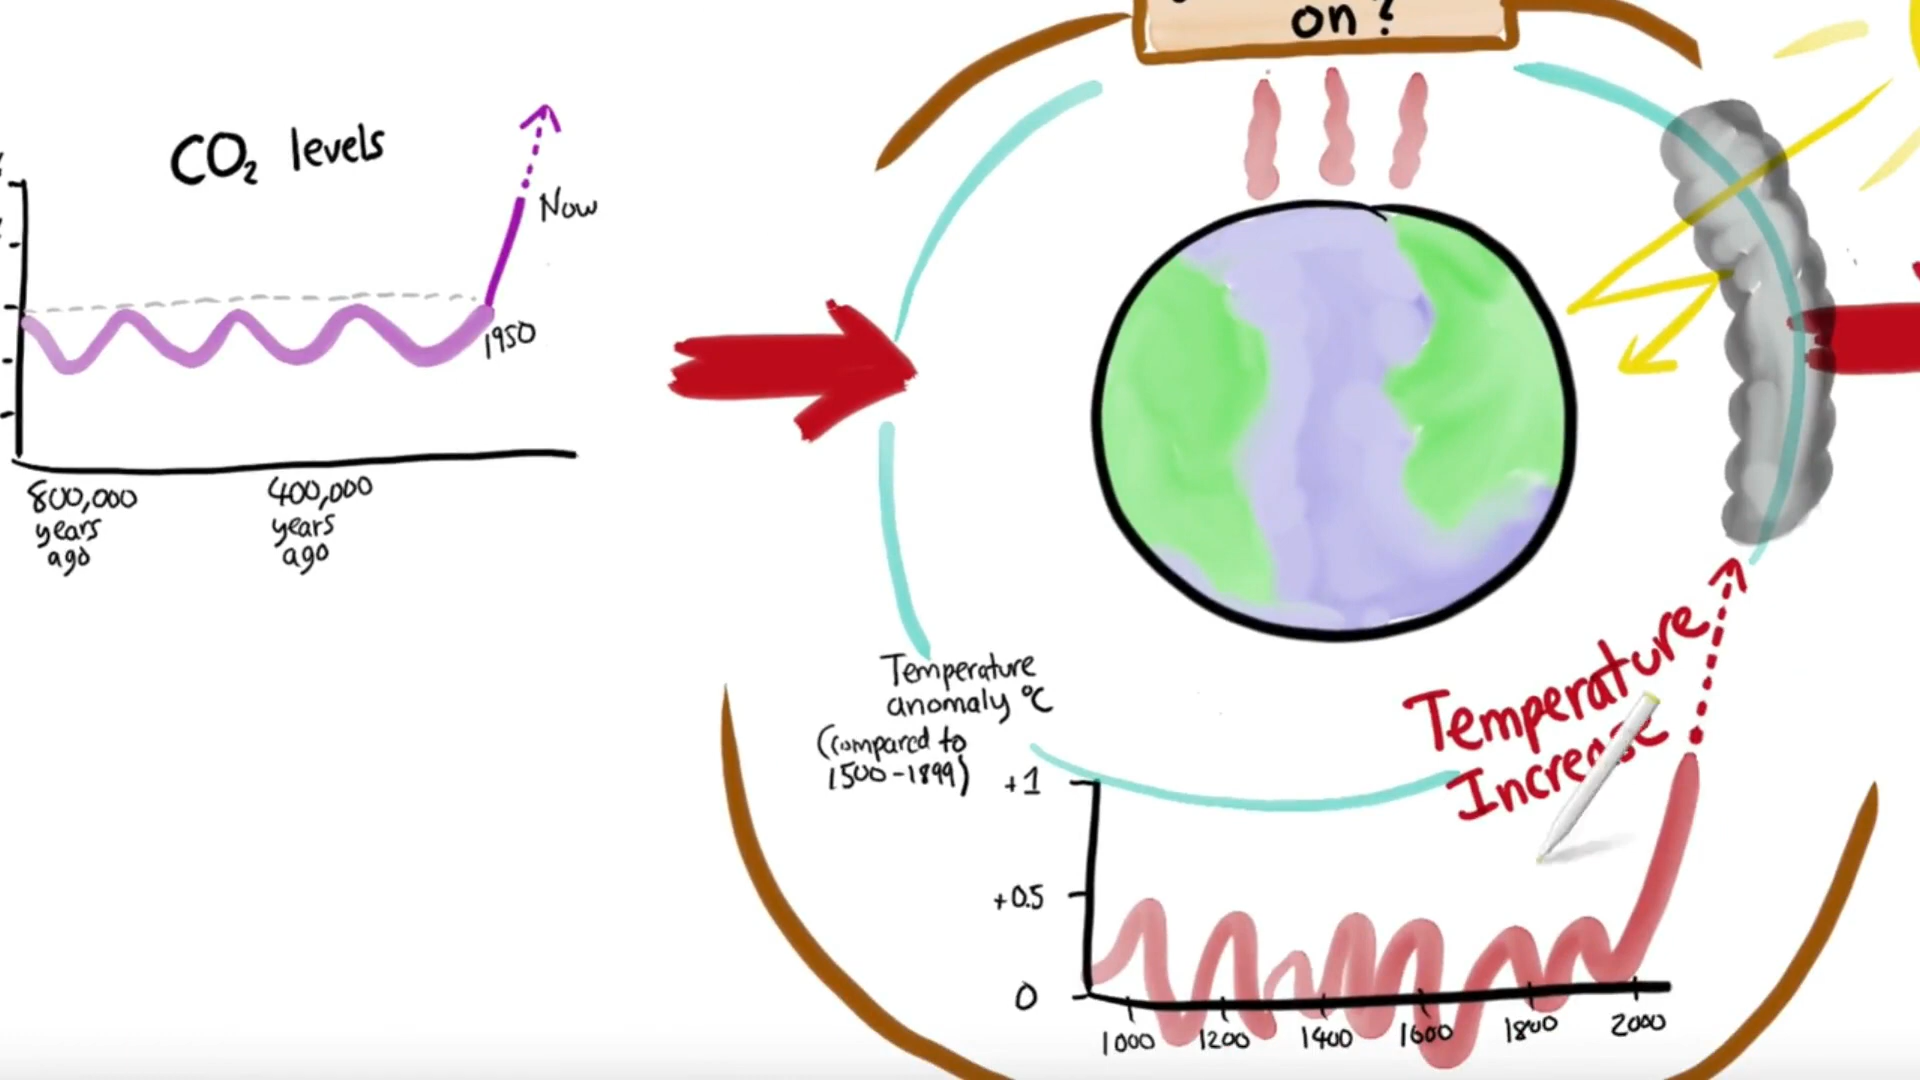 on?
CO₂ levels
Now
1950
800,000
years
ago
400,000
years
ago
Temperature
anomaly °C
(compared to
1500-1899)
Temperature
Increase
+1
+0.5
0
1000
1200
1400
1600
1800
2000